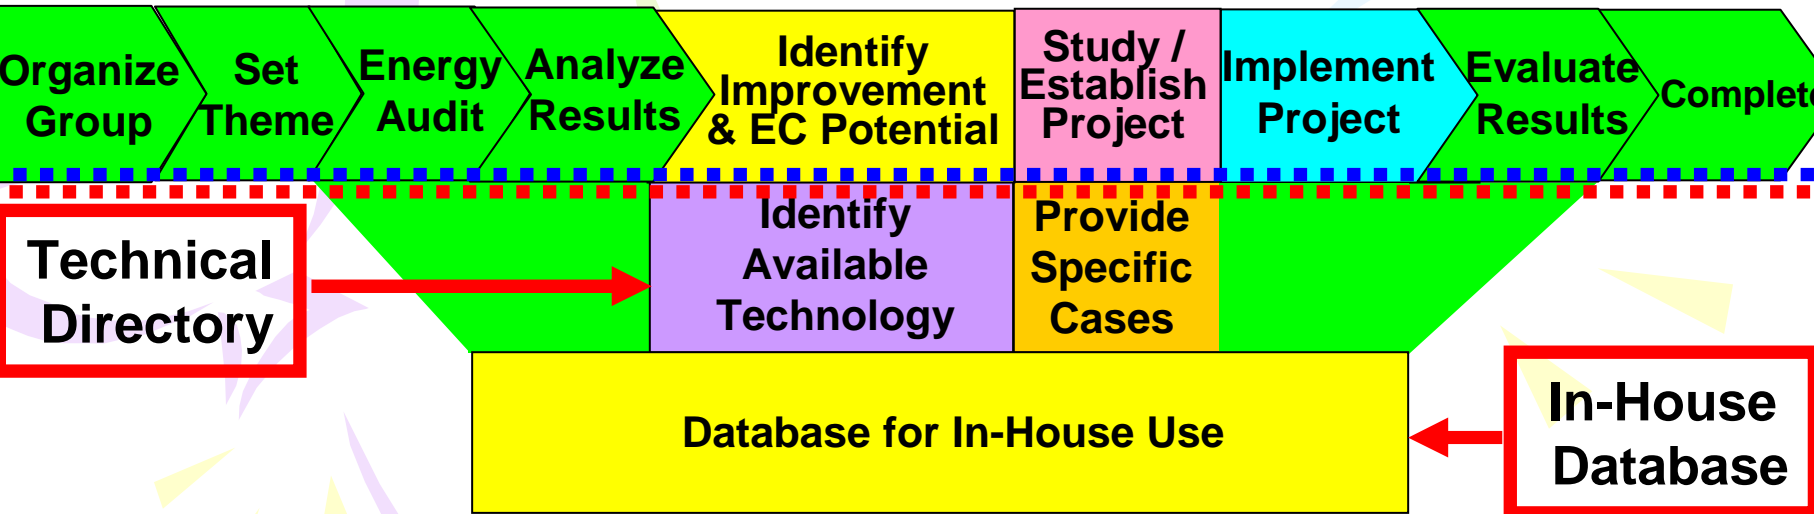 Organize
Group
Set
Theme
Energy
Audit
Analyze
Results
Identify
Improvement
& EC Potential
Study /
Establish
Project
Implement
Project
Evaluate
Results
Complete
Technical
Directory
Identify
Available
Technology
Provide
Specific
Cases
Database for In-House Use
In-House
Database